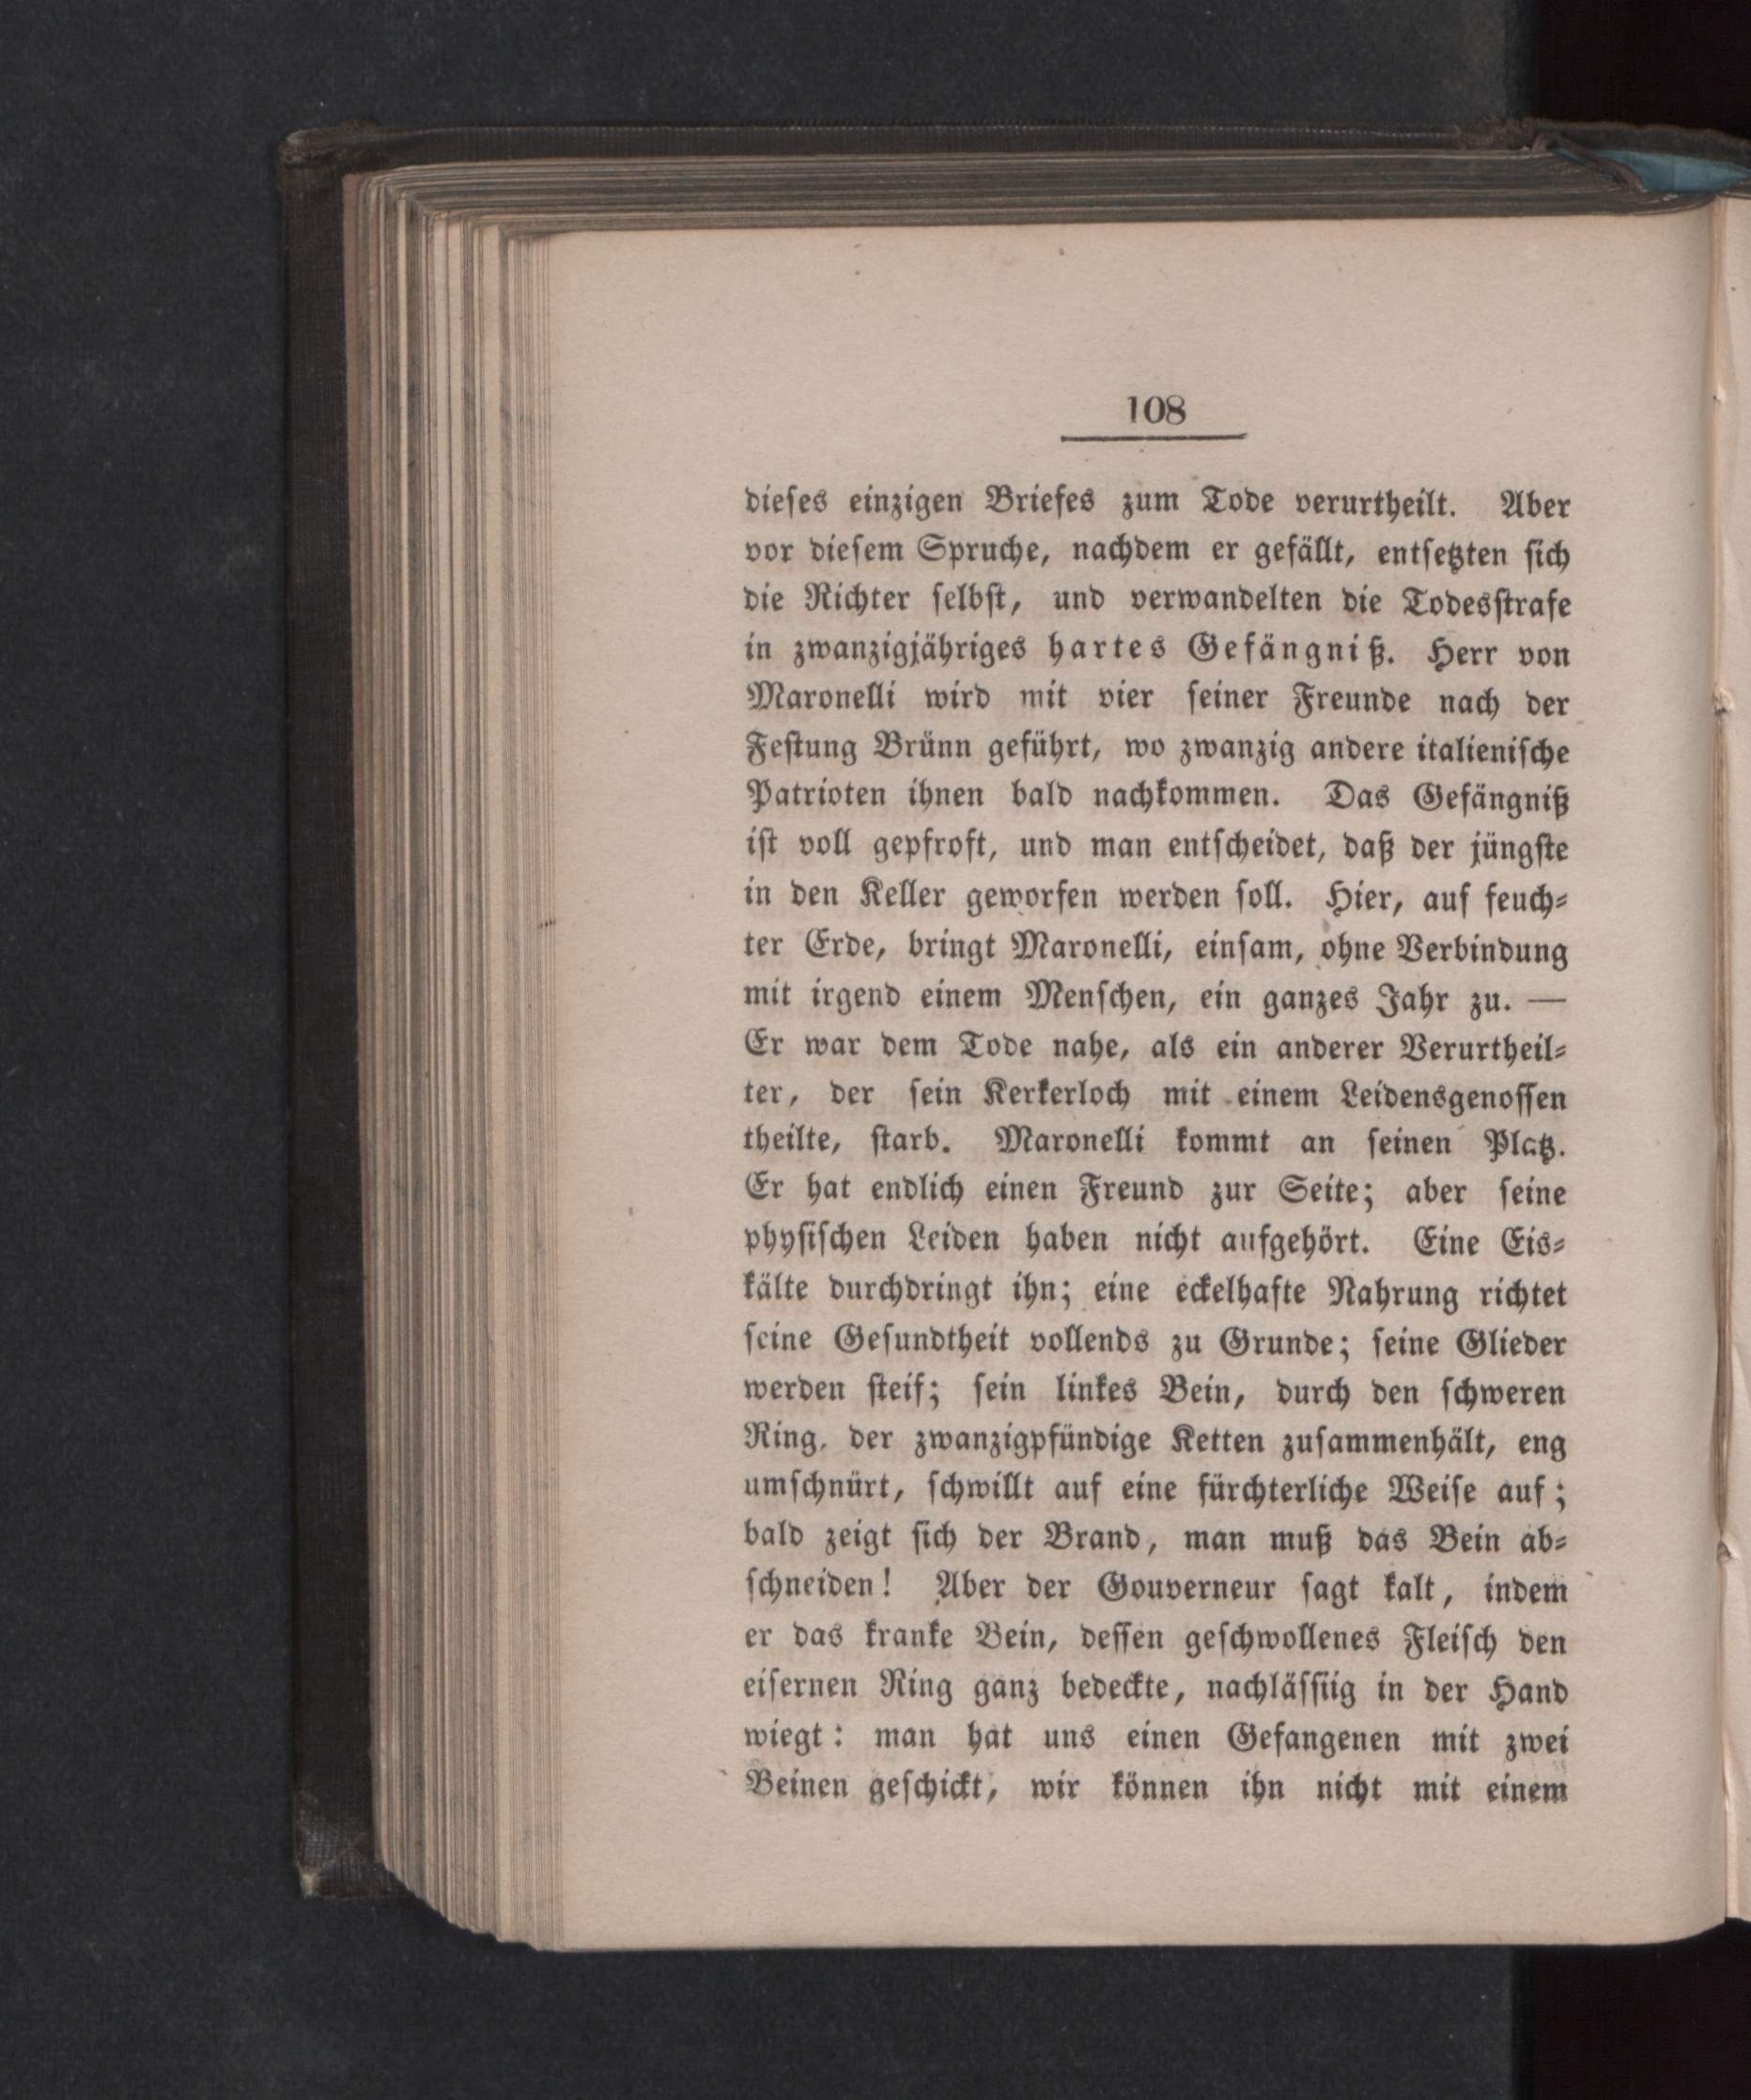 108
dieses einzigen Briefes zum Tode verurtheilt. Aber
vor diesem Spruche, nachdem er gefällt, entsetzten sich
die Richter selbst, und verwandelten die Todesstrafe
in zwanzigjähriges hartes Gefängniß. Herr von
Maronelli wird mit vier seiner Freunde nach der
Festung Brünn geführt, wo zwanzig andere italienische
Patrioten ihnen bald nachkommen. Das Gefängniß
ist voll gepfroft, und man entscheidet, daß der jüngste
in den Keller geworfen werden soll. Hier, auf feuch-
ter Erde, bringt Maronelli, einsam, ohne Verbindung
mit irgend einem Menschen, ein ganzes Jahr zu. —
Er war dem Tode nahe, als ein anderer Verurtheil-
ter, der sein Kerkerloch mit einem Leidensgenossen
theilte, starb. Maronelli kommt an seinen Platz.
Er hat endlich einen Freund zur Seite; aber seine
physischen Leiden haben nicht aufgehört. Eine Eis-
kälte durchdringt ihn; eine eckelhafte Nahrung richtet
seine Gesundtheit vollends zu Grunde; seine Glieder
werden steif; sein linkes Bein, durch den schweren
Ring, der zwanzigpfündige Ketten zusammenhält, eng
umschnürt, schwillt auf eine fürchterliche Weise auf;
bald zeigt sich der Brand, man muß das Bein ab-
schneiden! Aber der Gouverneur sagt kalt, indem
er das kranke Bein, dessen geschwollenes Fleisch den
eisernen Ring ganz bedeckte, nachlässiig in der Hand
wiegt: man hat uns einen Gefangenen mit zwei
Beinen geschickt, wir können ihn nicht mit einem